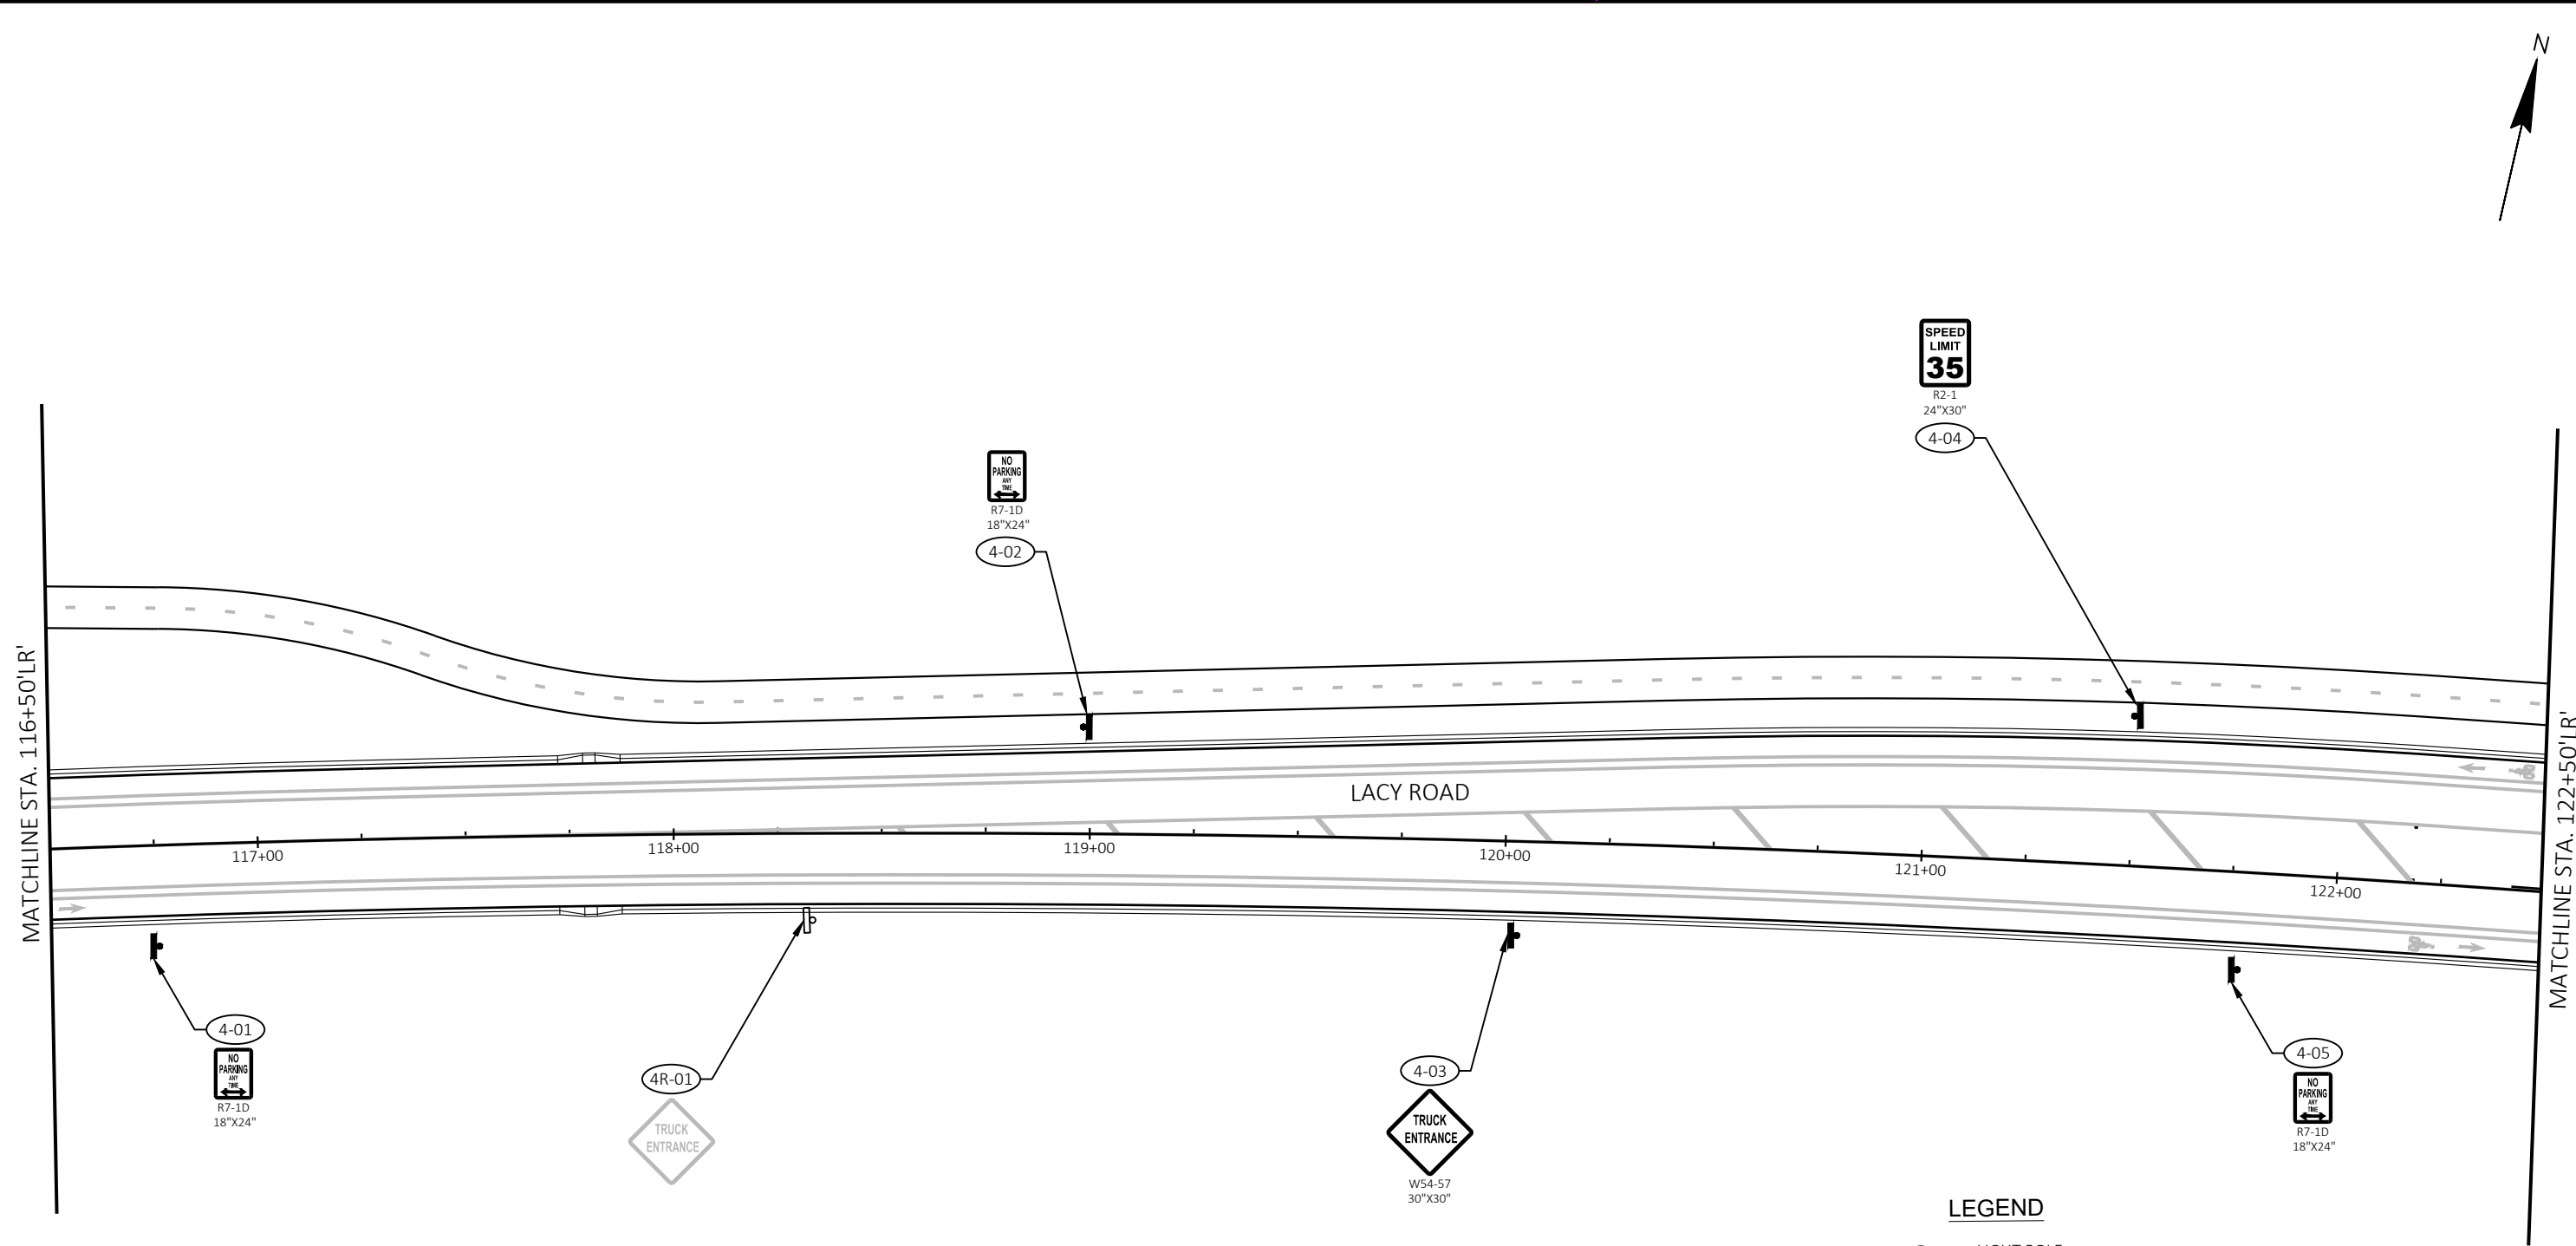 N
SPEED
LIMIT
35
R2-1
24"X30"
4-04
NO
PARKING
ANY
TIME
R7-1D
18"X24"
4-02
MATCHLINE STA. 116+50'LR'
MATCHLINE STA. 122+50'LR'
LACY ROAD
117+00
118+00
119+00
120+00
121+00
122+00
4-01
NO
PARKING
ANY
TIME
R7-1D
18"X24"
4R-01
TRUCK
ENTRANCE
4-03
TRUCK
ENTRANCE
W54-57
30"X30"
4-05
NO
PARKING
ANY
TIME
R7-1D
18"X24"
LEGEND